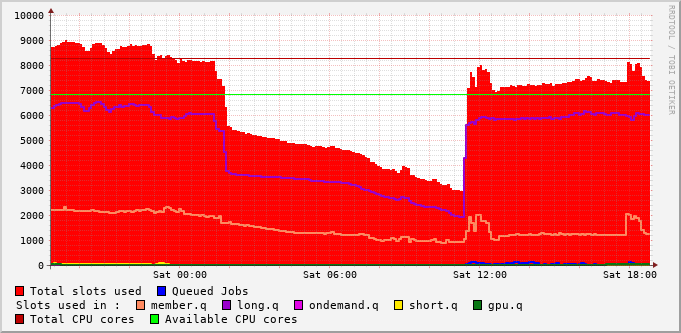 10000
9000
8000
7000
6000
5000
4000
3000
2000
1000
0
Sat 00:00 Sat 06:00 Sat 12:00 Sat 18:00
RRDTOOL / TOBI OETIKER
Total slots used Queued Jobs
Slots used in : member.q long.q ondemand.q short.q gpu.q
Total CPU cores Available CPU cores